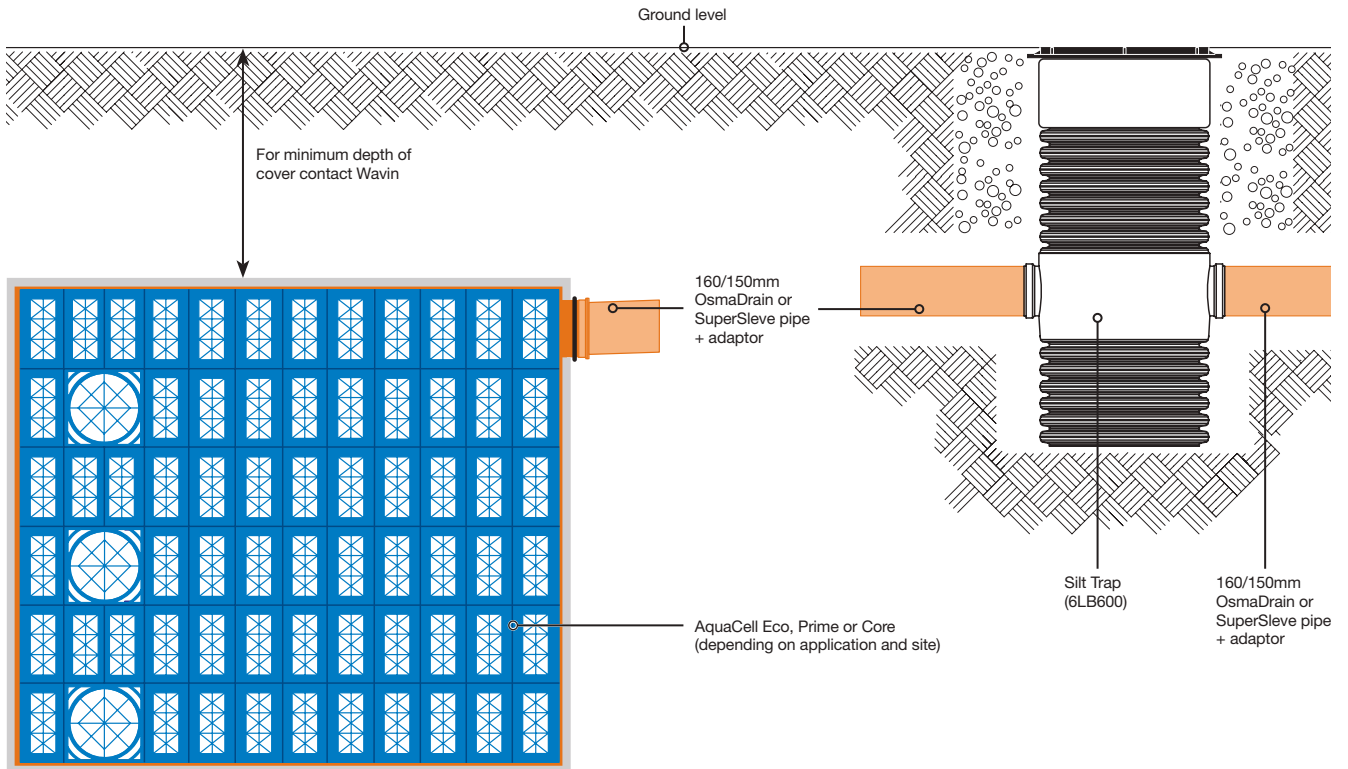 Ground level
For minimum depth of
cover contact Wavin
160/150mm
OsmaDrain or
SuperSleve pipe
+ adaptor
AquaCell Eco, Prime or Core
(depending on application and site)
Silt Trap
(6LB600)
160/150mm
OsmaDrain or
SuperSleve pipe
+ adaptor